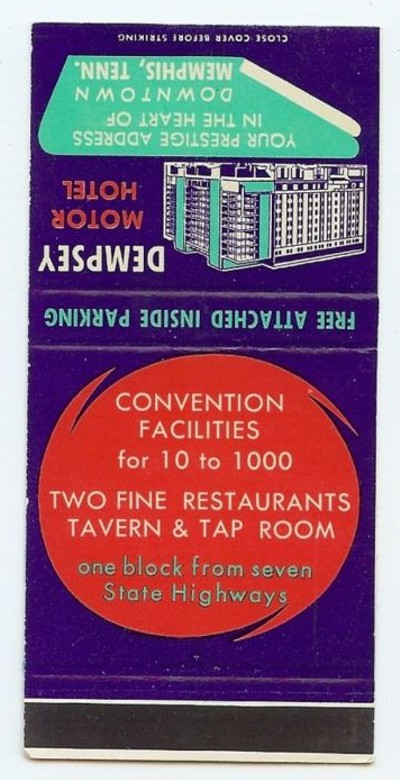 CLOSE COVER BEFORE STRIKING
YOUR PRESTIGE ADDRESS
IN THE HEART OF
DOWNTOWN
MEMPHIS, TENN.
DEMPSEY
MOTOR
HOTEL
FREE ATTACHED INSIDE PARKING
CONVENTION
FACILITIES
for 10 to 1000
TWO FINE RESTAURANTS
TAVERN & TAP ROOM
one block from seven
State Highways